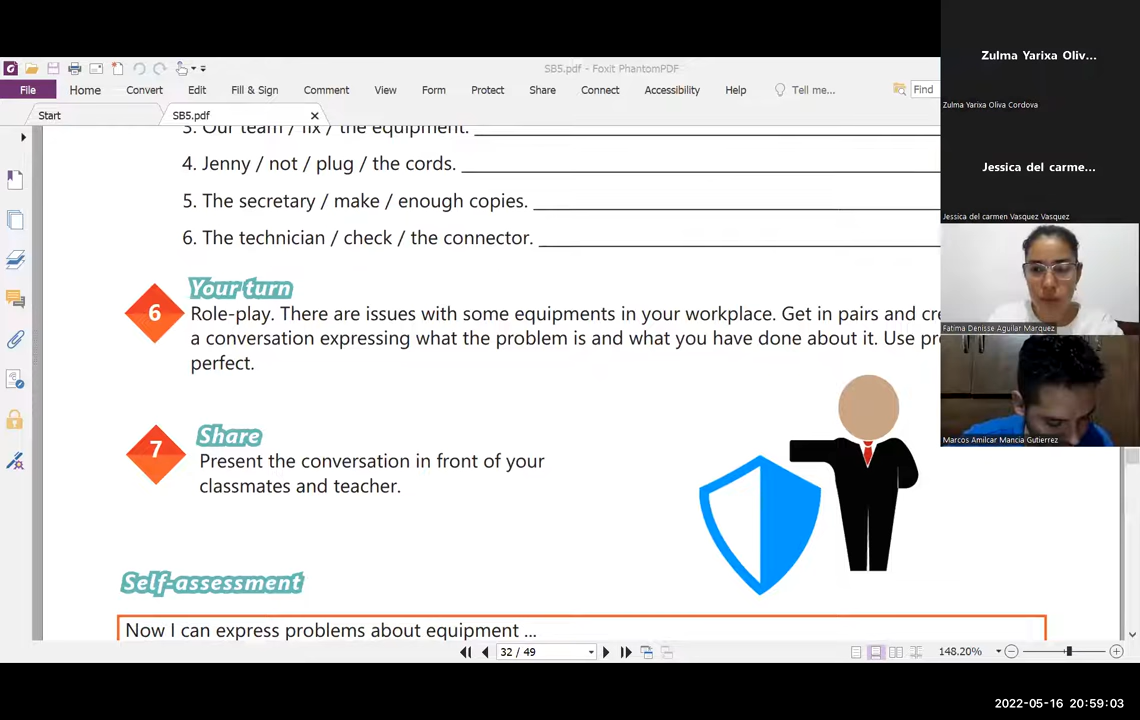 Zulma Yarixa Oliv...
SB5.pdf - Foxit PhantomPDF
File Home Convert Edit Fill & Sign Comment View Form Protect Share Connect Accessibility Help Tell me... Find
Zulma Yarixa Oliva Cordova
Start SB5.pdf
3. Our team / fix / the equipment.
4. Jenny / not / plug / the cords.
Jessica del carme...
5. The secretary / make / enough copies.
Jessica del carmen Vasquez Vasquez
6. The technician / check / the connector.
Your turn
6
Role-play. There are issues with some equipments in your workplace. Get in pairs and cre
a conversation expressing what the problem is and what you have done about it. Use pr
perfect.
Fatima Denisse Aguilar Marquez
Marcos Amilcar Mancia Gutierrez
Share
7
Present the conversation in front of your
classmates and teacher.
Self-assessment
Now I can express problems about equipment ...
32 / 49
148.20%
2022-05-16 20:59:03